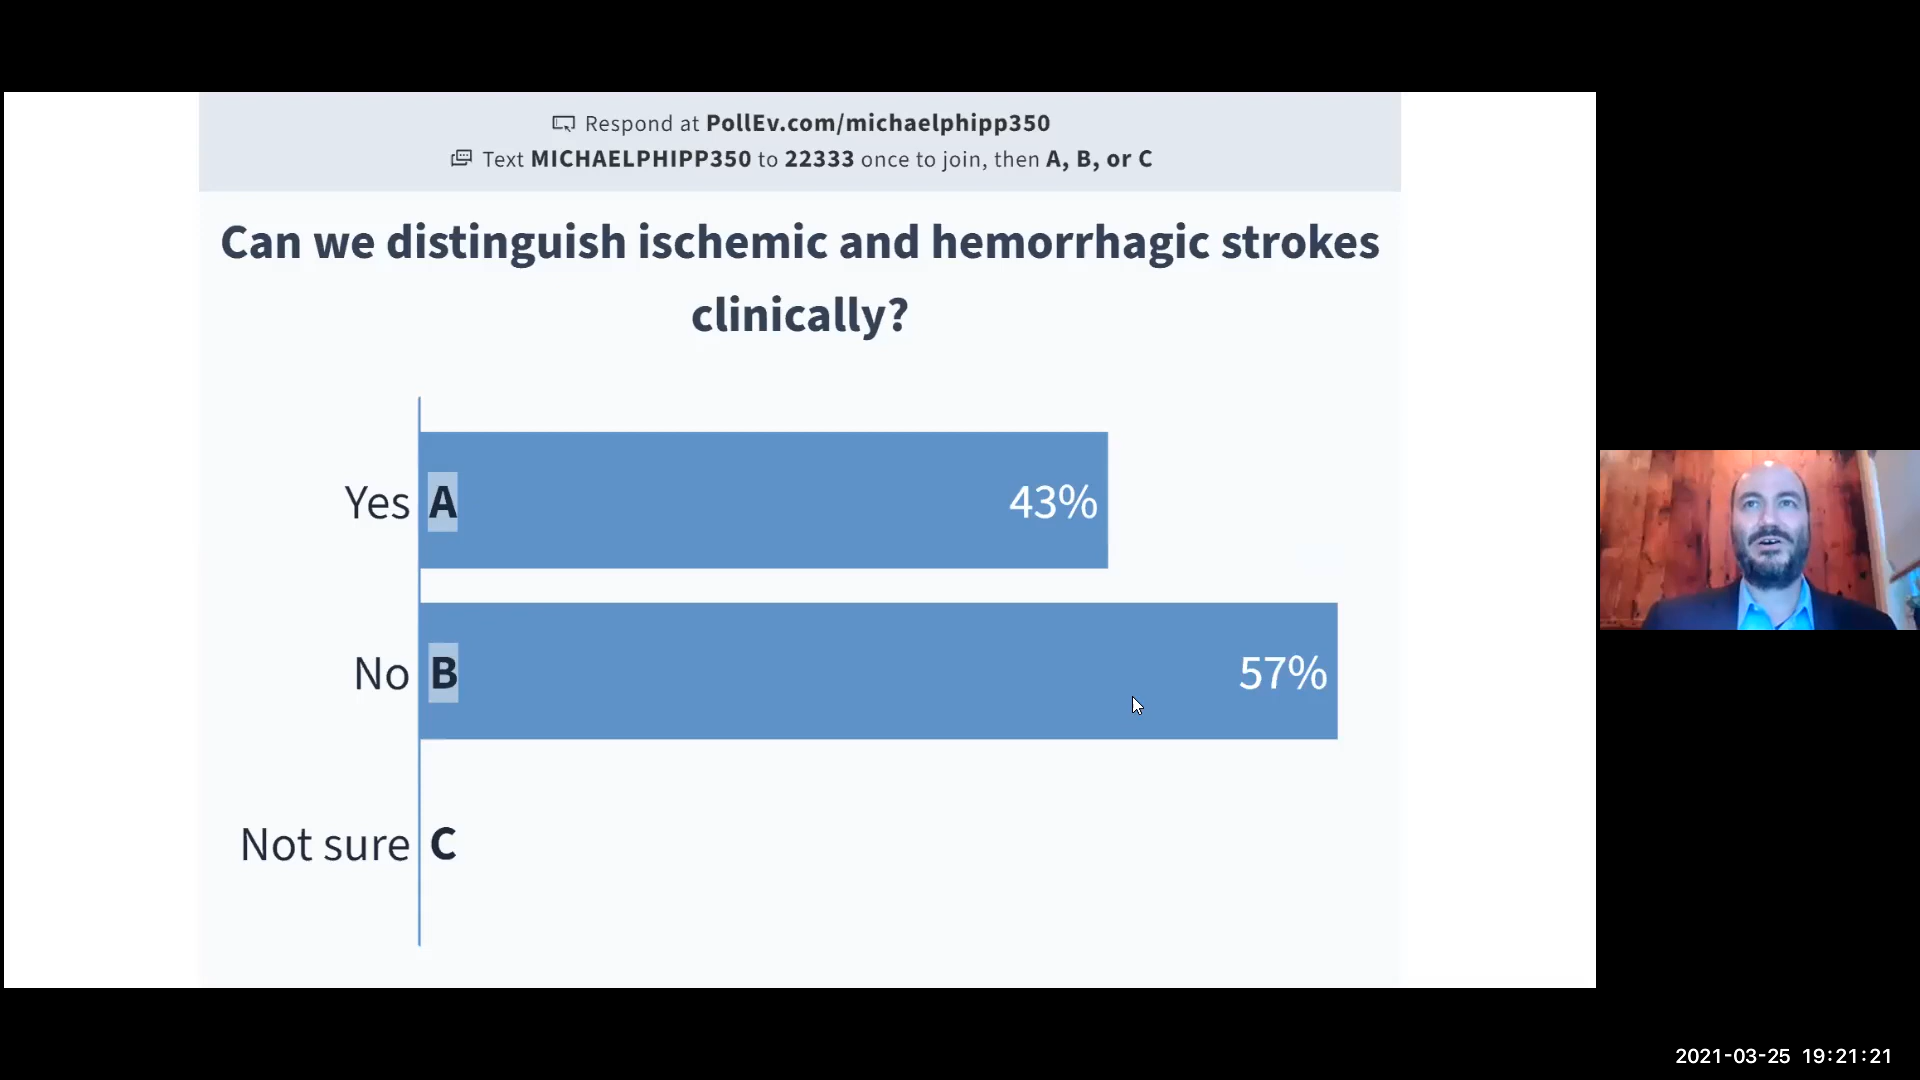 Respond at PollEv.com/michaelphipp350
Text MICHAELPHIPP350 to 22333 once to join, then A, B, or C
Can we distinguish ischemic and hemorrhagic strokes
clinically?
Yes A 43%
No B 57%
Not sure C
2021-03-25 19:21:21